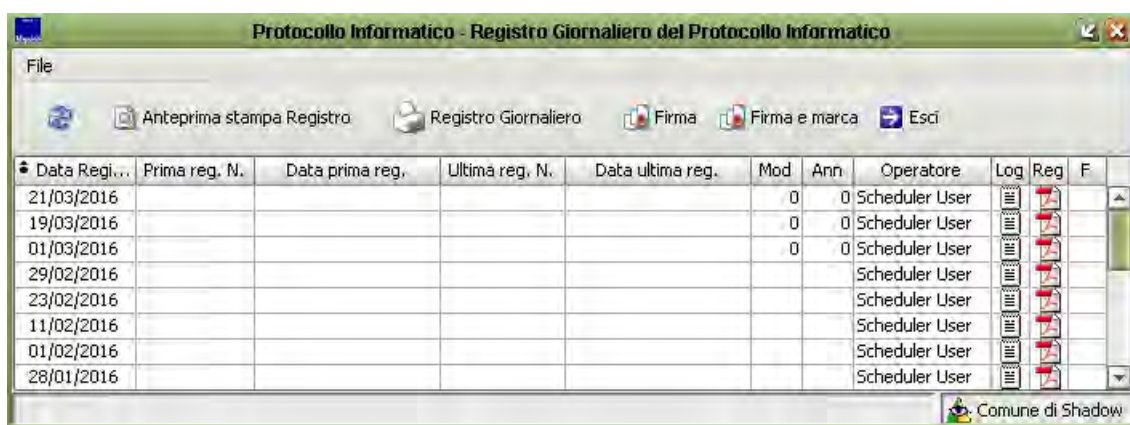 Protocollo Informatico - Registro Giornaliero del Protocollo Informatico
File
Anteprima stampa Registro Registro Giornaliero Firma Firma e marca Esci
Data Regi... Prima reg. N. Data prima reg. Ultima reg. N. Data ultima reg. Mod Ann Operatore Log Reg F
21/03/2016 0 0 Scheduler User
19/03/2016 0 0 Scheduler User
01/03/2016 0 0 Scheduler User
29/02/2016 Scheduler User
23/02/2016 Scheduler User
11/02/2016 Scheduler User
01/02/2016 Scheduler User
28/01/2016 Scheduler User
Comune di Shadow